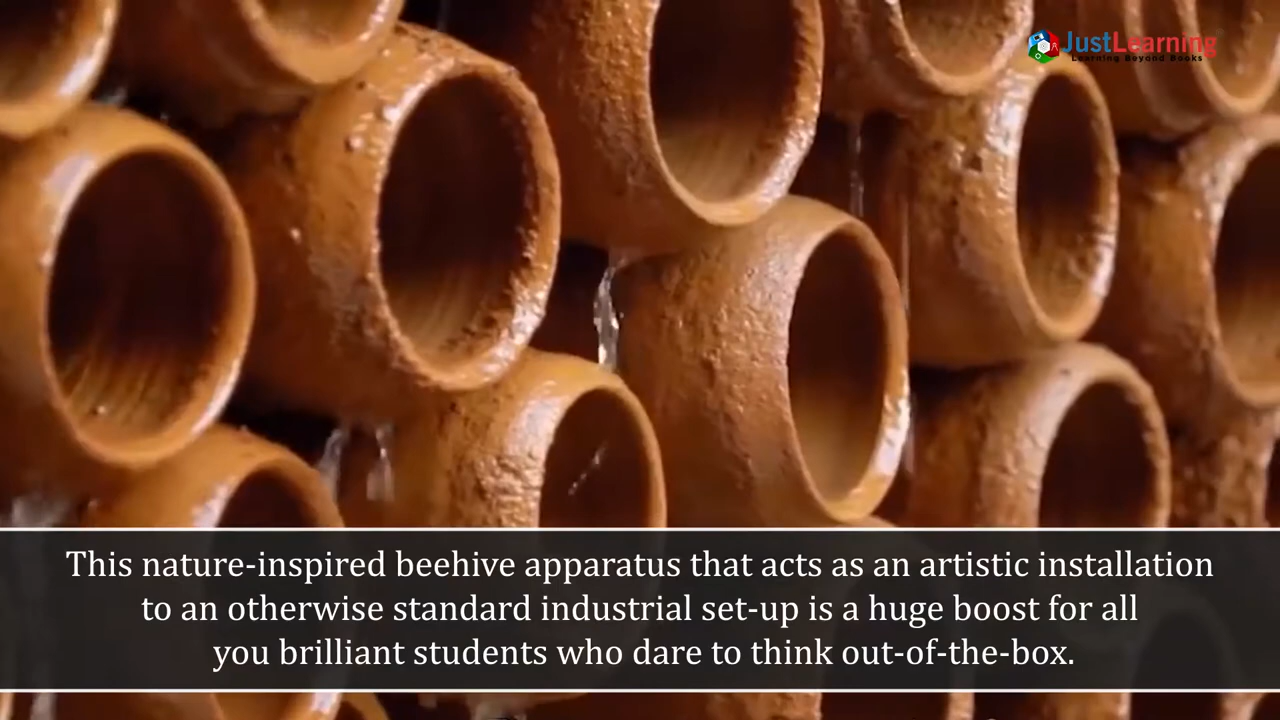 JustLearning
Learning Beyond Books
This nature-inspired beehive apparatus that acts as an artistic installation
to an otherwise standard industrial set-up is a huge boost for all
you brilliant students who dare to think out-of-the-box.